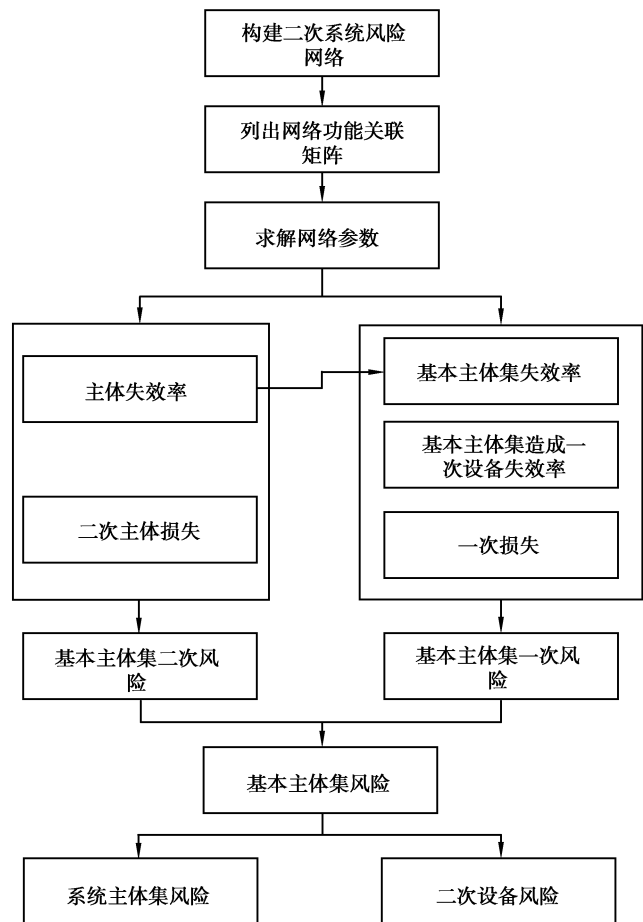 构建二次系统风险
网络
列出网络功能关联
矩阵
求解网络参数
主体失效率
二次主体损失
基本主体集失效率
基本主体集造成一
次设备失效率
一次损失
基本主体集二次风
险
基本主体集一次风
险
基本主体集风险
系统主体集风险
二次设备风险